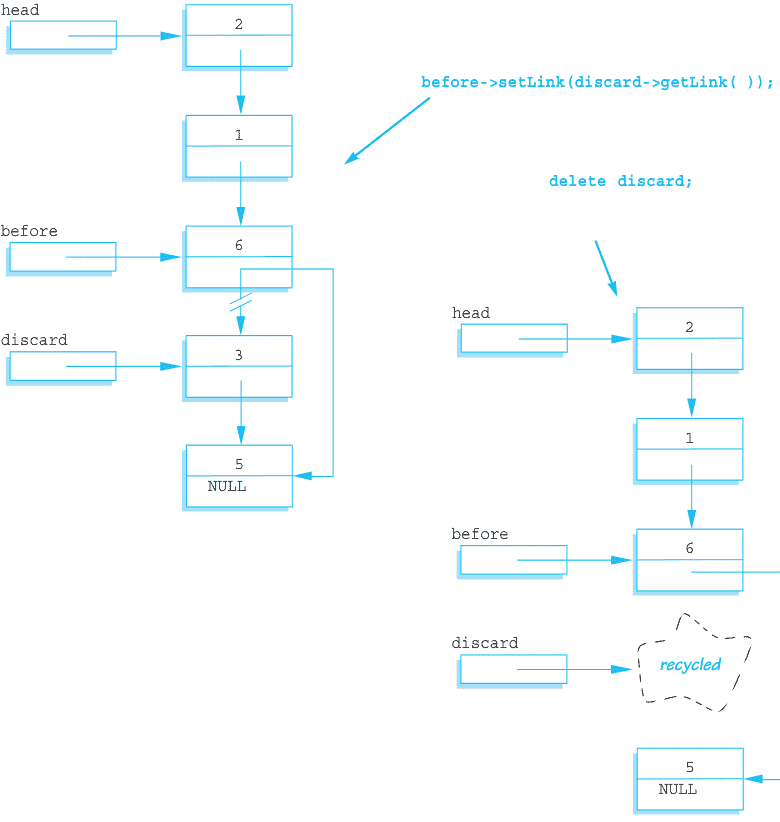 head
2
1
before
6
discard
3
5
NULL
before->setLink(discard->getLink( ));
delete discard;
head
2
1
before
6
discard
recycled
5
NULL